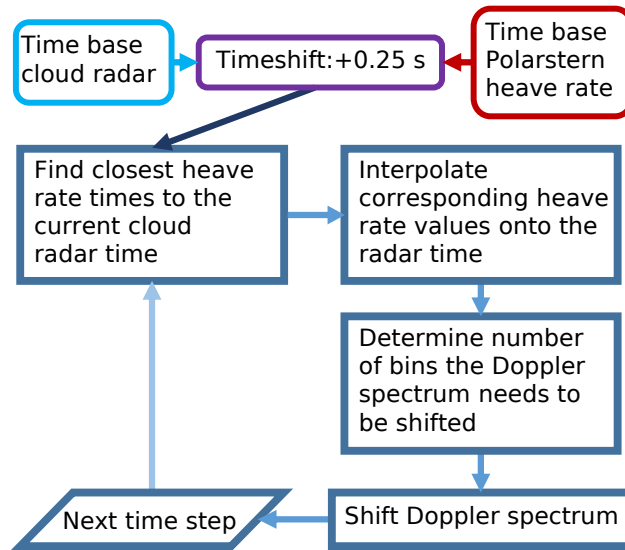 Time base
cloud radar
Timeshift:+0.25 s
Time base
Polarstern
heave rate
Find closest heave
rate times to the
current cloud
radar time
Interpolate
corresponding heave
rate values onto the
radar time
Determine number
of bins the Doppler
spectrum needs to
be shifted
Shift Doppler spectrum
Next time step